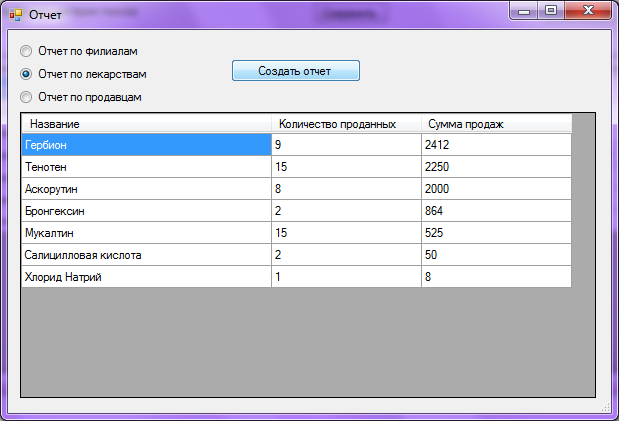 Отчет
Отчет по филиалам
Отчет по лекарствам
Создать отчет
Отчет по продавцам
Название Количество проданных Сумма продаж
Гербион 9 2412
Тенотен 15 2250
Аскорутин 8 2000
Бронгексин 2 864
Мукалтин 15 525
Салицилловая кислота 2 50
Хлорид Натрий 1 8